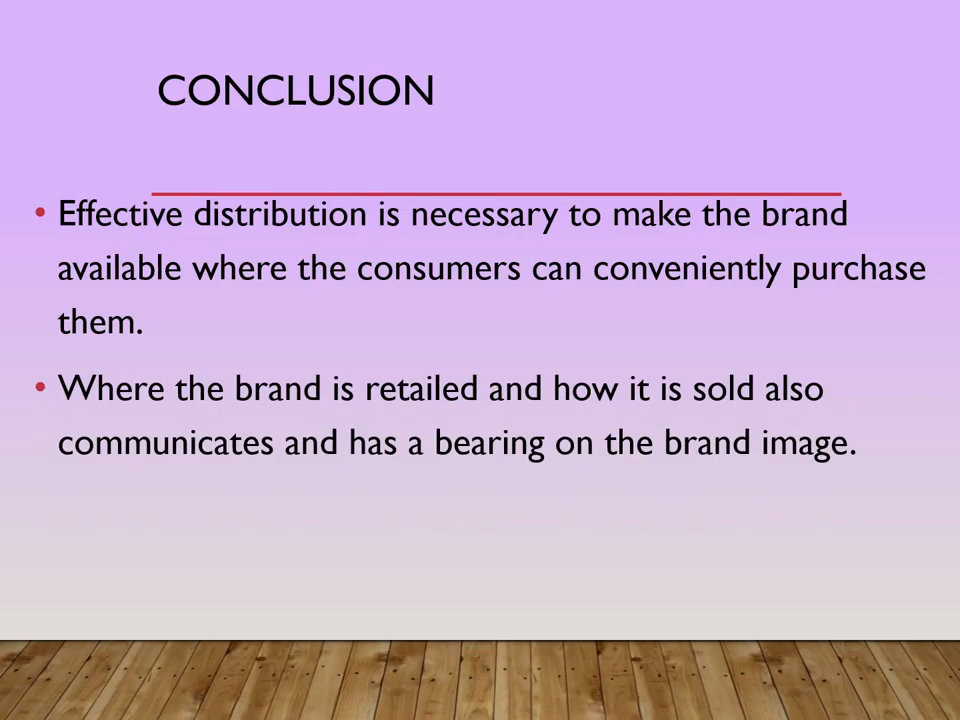 CONCLUSION
• Effective distribution is necessary to make the brand
available where the consumers can conveniently purchase
them.
• Where the brand is retailed and how it is sold also
communicates and has a bearing on the brand image.